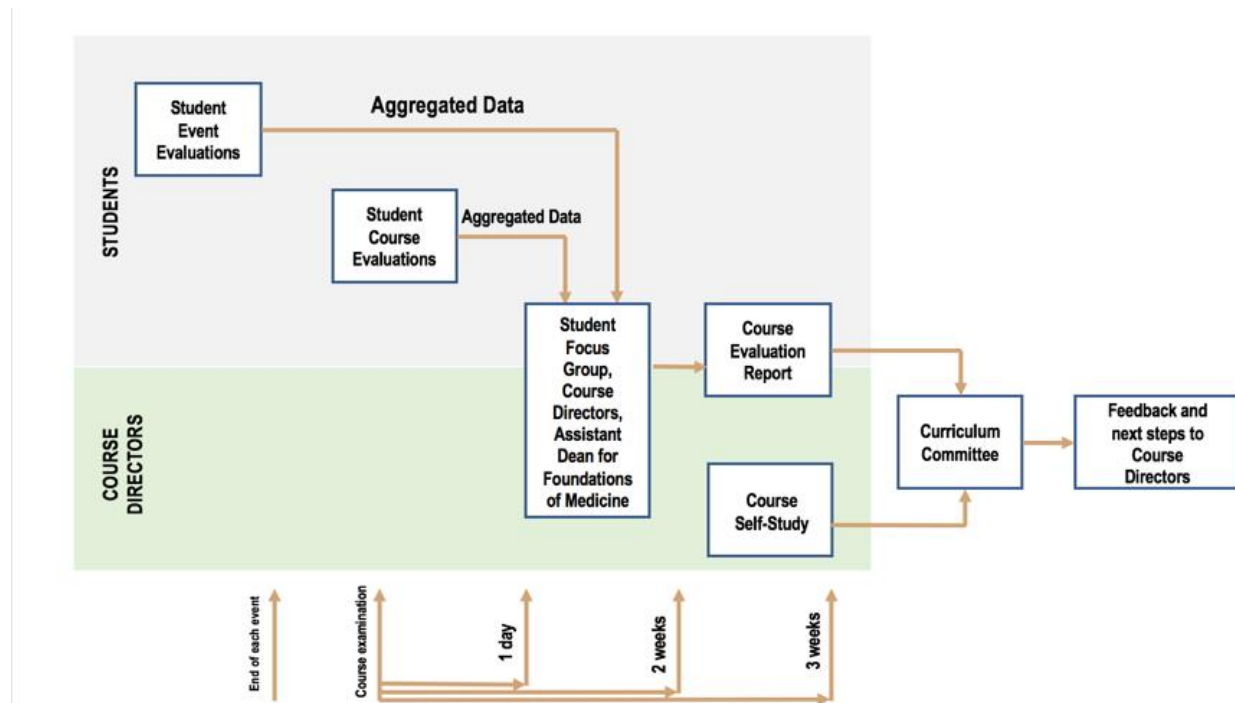 STUDENTS
COURSE
DIRECTORS
Student
Event
Evaluations
Aggregated Data
Student
Course
Evaluations
Aggregated Data
Student
Focus
Group,
Course
Directors,
Assistant
Dean for
Foundations
of Medicine
Course
Evaluation
Report
Course
Self-Study
Curriculum
Committee
Feedback and
next steps to
Course
Directors
End of each event
Course examination
1 day
2 weeks
3 weeks